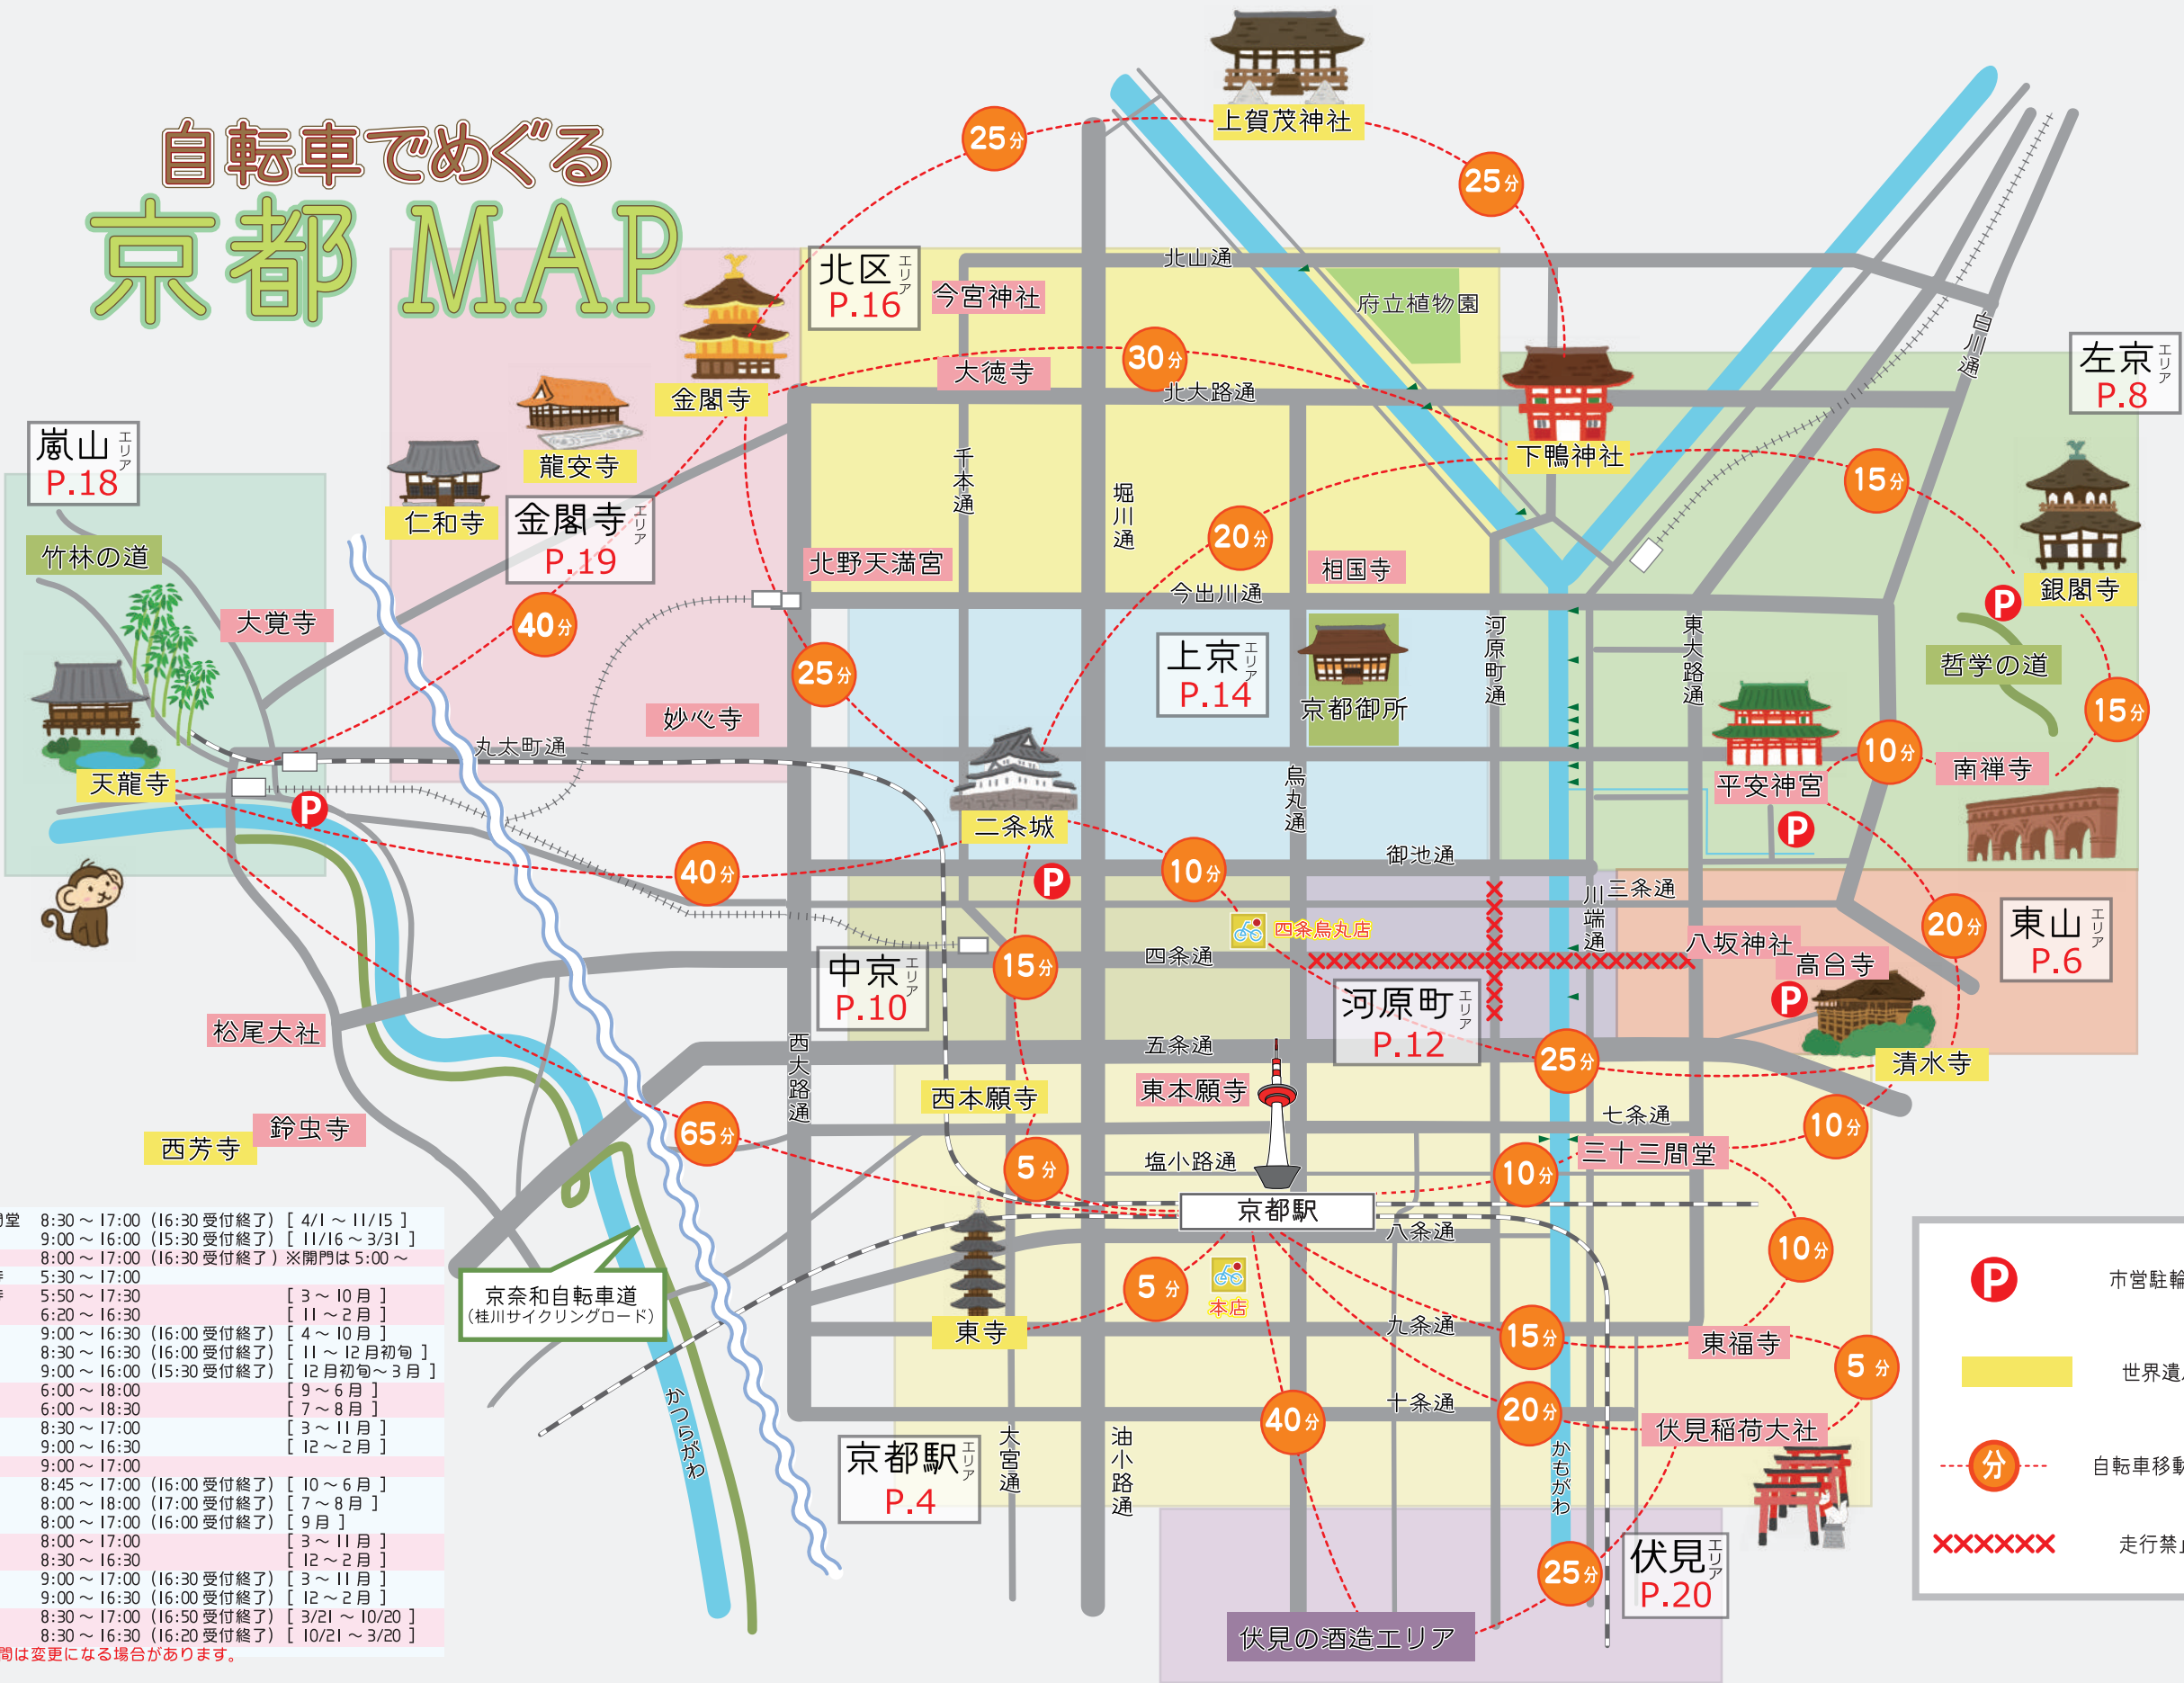 自転車でめぐる
京都 MAP
上賀茂神社
25分
25分
北区 エリア
P.16
今宮神社
北山通
府立植物園
白川通
左京 エリア
P.8
30分
大徳寺
北大路通
金閣寺
龍安寺
仁和寺
金閣寺 エリア
P.19
嵐山 エリア
P.18
竹林の道
大覚寺
天龍寺
40分
25分
千本通
堀川通
20分
下鴨神社
15分
銀閣寺
P
哲学の道
15分
北野天満宮
相国寺
今出川通
上京 エリア
P.14
京都御所
河原町通
東大路通
妙心寺
丸太町通
烏丸通
平安神宮
10分
南禅寺
P
P
40分
二条城
P
10分
御池通
川端通
三条通
四条烏丸店
20分
東山 エリア
P.6
八坂神社
高台寺
P
中京 エリア
P.10
15分
四条通
河原町 エリア
P.12
松尾大社
西大路通
五条通
25分
清水寺
西本願寺
東本願寺
七条通
10分
65分
鈴虫寺
西芳寺
5分
塩小路通
10分
三十三間堂
京都駅
八条通
10分
東寺
5分
本店
九条通
15分
東福寺
5分
京奈和自転車道
(桂川サイクリングロード)
かつらがわ
40分
十条通
20分
伏見稲荷大社
京都駅 エリア
P.4
大宮通
油小路通
かもがわ
25分
伏見 エリア
P.20
伏見の酒造エリア
堂 8:30～17:00 (16:30受付終了) [ 4/1～11/15 ]
9:00～16:00 (15:30受付終了) [ 11/16～3/31 ]
8:00～17:00 (16:30受付終了) ※開門は5:00～
5:30～17:00
5:50～17:30 [ 3～10月 ]
6:20～16:30 [ 11～2月 ]
9:00～16:30 (16:00受付終了) [ 4～10月 ]
8:30～16:30 (16:00受付終了) [ 11～12月初旬 ]
9:00～16:00 (15:30受付終了) [ 12月初旬～3月 ]
6:00～18:00 [ 9～6月 ]
6:00～18:30 [ 7～8月 ]
8:30～17:00 [ 3～11月 ]
9:00～16:30 [ 12～2月 ]
9:00～17:00
8:45～17:00 (16:00受付終了) [ 10～6月 ]
8:00～18:00 (17:00受付終了) [ 7～8月 ]
8:00～17:00 (16:00受付終了) [ 9月 ]
8:00～17:00 [ 3～11月 ]
8:30～16:30 [ 12～2月 ]
9:00～17:00 (16:30受付終了) [ 3～11月 ]
9:00～16:30 (16:00受付終了) [ 12～2月 ]
8:30～17:00 (16:50受付終了) [ 3/21～10/20 ]
8:30～16:30 (16:20受付終了) [ 10/21～3/20 ]
間は変更になる場合があります。
P 市営駐輪
世界遺
分 自転車移動
走行禁止